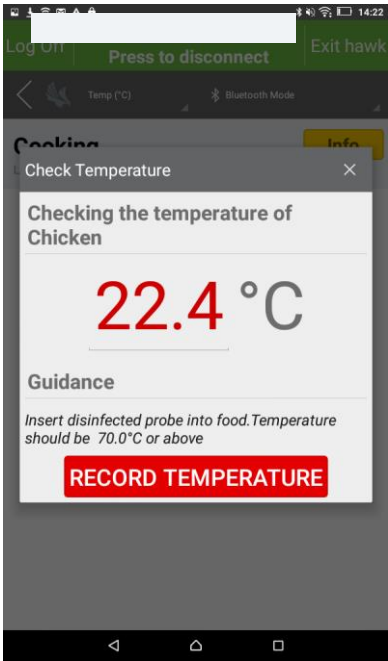 14:22
Log Off
Press to disconnect
Exit hawk
Temp (°C)
Bluetooth Mode
Cooking
Info
Check Temperature
Checking the temperature of
Chicken
22.4 °C
Guidance
Insert disinfected probe into food.Temperature
should be 70.0°C or above
RECORD TEMPERATURE